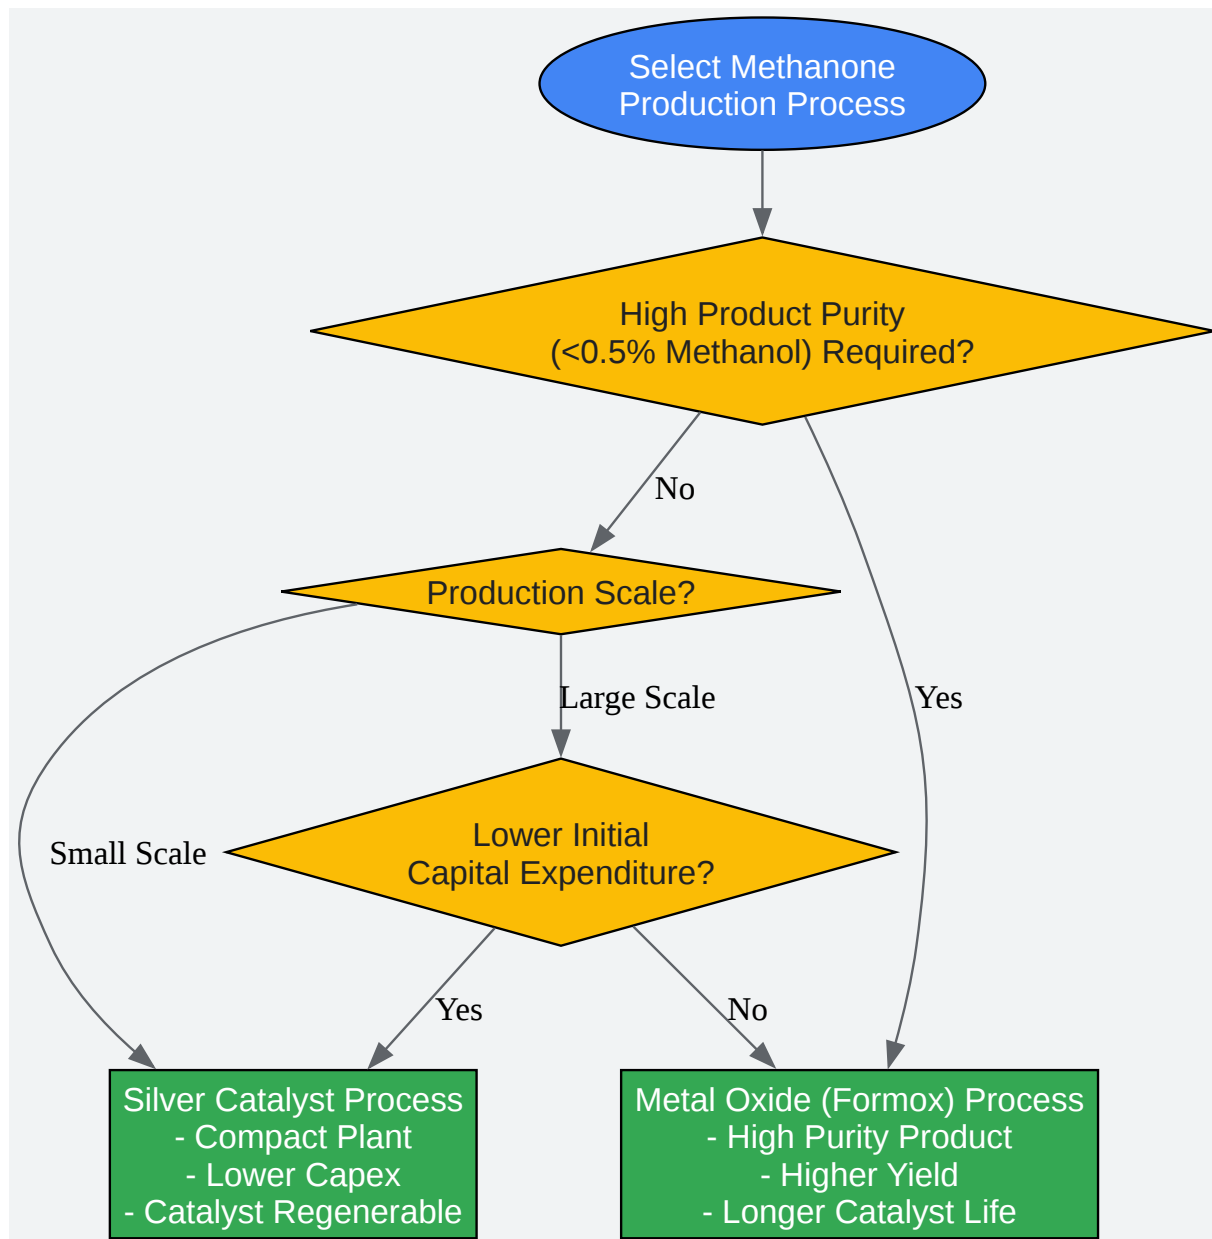 Select Methanone
Production Process
High Product Purity
(<0.5% Methanol) Required?
No
Production Scale?
Large Scale
Yes
Lower Initial
Capital Expenditure?
Small Scale
Yes
No
Silver Catalyst Process
- Compact Plant
- Lower Capex
- Catalyst Regenerable
Metal Oxide (Formox) Process
- High Purity Product
- Higher Yield
- Longer Catalyst Life